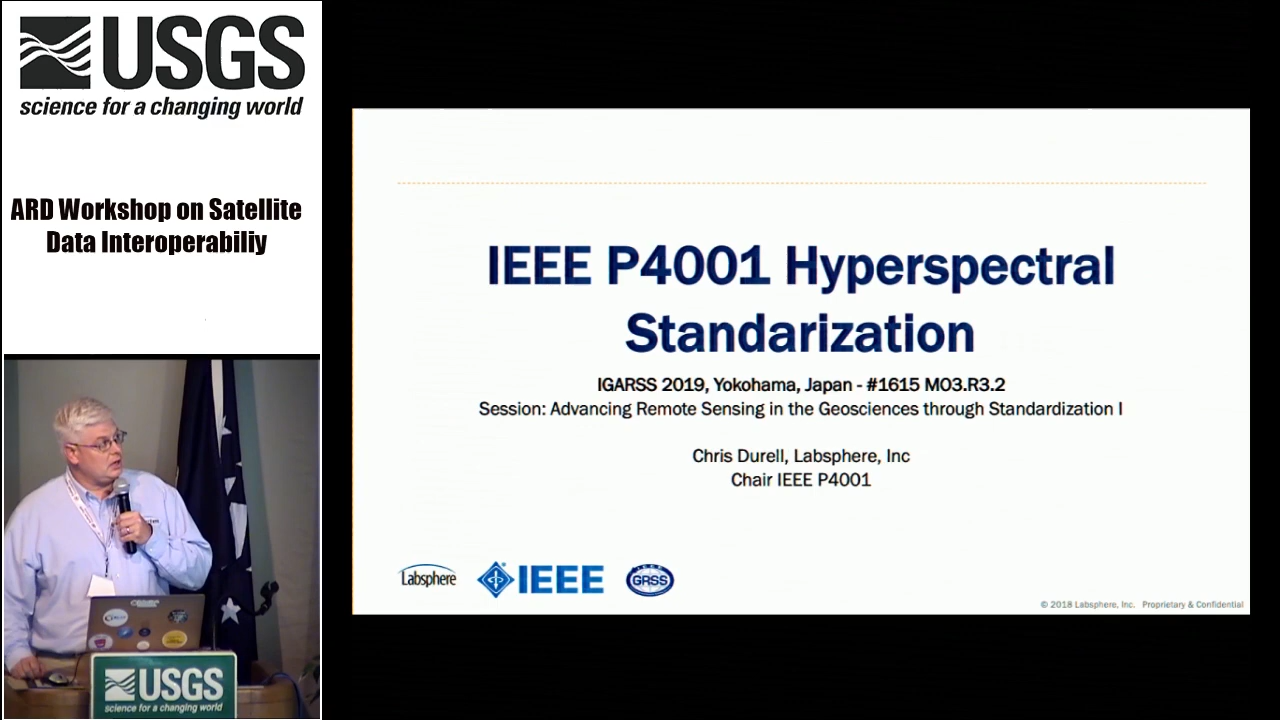 USGS
science for a changing world
ARD Workshop on Satellite
Data Interoperabiliy
IEEE P4001 Hyperspectral
Standarization
IGARSS 2019, Yokohama, Japan - #1615 MO3.R3.2
Session: Advancing Remote Sensing in the Geosciences through Standardization I
Chris Durell, Labsphere, Inc
Chair IEEE P4001
Labsphere
IEEE
GRSS
© 2018 Labsphere, Inc. Proprietary & Confidential
USGS
science for a changing world